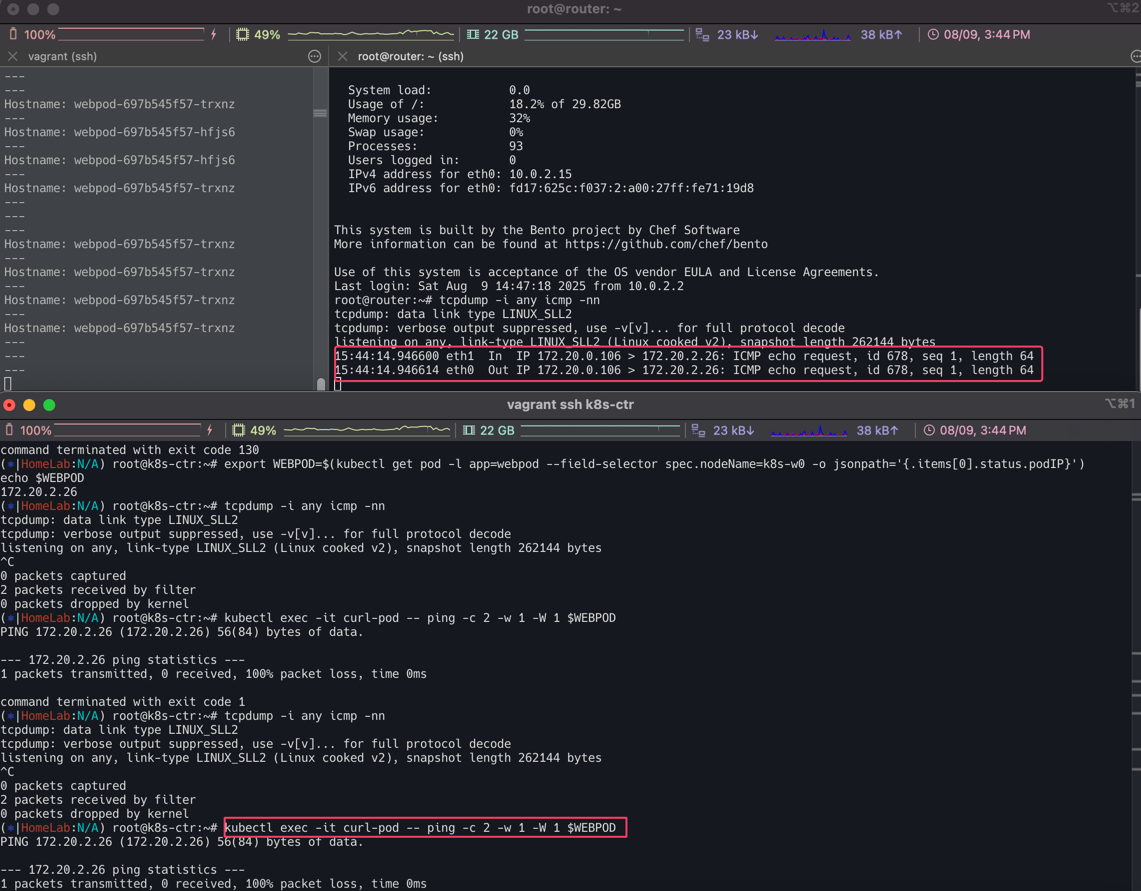 root@router: ~
⌥⌘2
100%
49%
22 GB
23 kB↓
38 kB↑
08/09, 3:44 PM
vagrant (ssh)
---
---
Hostname: webpod-697b545f57-trxnz
---
Hostname: webpod-697b545f57-hfjs6
---
Hostname: webpod-697b545f57-hfjs6
---
Hostname: webpod-697b545f57-trxnz
---
---
---
Hostname: webpod-697b545f57-trxnz
---
Hostname: webpod-697b545f57-trxnz
---
Hostname: webpod-697b545f57-trxnz
---
Hostname: webpod-697b545f57-trxnz
---
---
---
root@router: ~ (ssh)
System load: 0.0
Usage of /: 18.2% of 29.82GB
Memory usage: 32%
Swap usage: 0%
Processes: 93
Users logged in: 0
IPv4 address for eth0: 10.0.2.15
IPv6 address for eth0: fd17:625c:f037:2:a00:27ff:fe71:19d8
This system is built by the Bento project by Chef Software
More information can be found at https://github.com/chef/bento
Use of this system is acceptance of the OS vendor EULA and License Agreements.
Last login: Sat Aug  9 14:47:18 2025 from 10.0.2.2
root@router:~# tcpdump -i any icmp -nn
tcpdump: data link type LINUX_SLL2
tcpdump: verbose output suppressed, use -v[v]... for full protocol decode
listening on any, link-type LINUX_SLL2 (Linux cooked v2), snapshot length 262144 bytes
15:44:14.946600 eth1  In  IP 172.20.0.106 > 172.20.2.26: ICMP echo request, id 678, seq 1, length 64
15:44:14.946614 eth0  Out IP 172.20.0.106 > 172.20.2.26: ICMP echo request, id 678, seq 1, length 64
vagrant ssh k8s-ctr
⌥⌘1
100%
49%
22 GB
23 kB↓
38 kB↑
08/09, 3:44 PM
command terminated with exit code 130
(⎈|HomeLab:N/A) root@k8s-ctr:~# export WEBPOD=$(kubectl get pod -l app=webpod --field-selector spec.nodeName=k8s-w0 -o jsonpath='{.items[0].status.podIP}')
echo $WEBPOD
172.20.2.26
(⎈|HomeLab:N/A) root@k8s-ctr:~# tcpdump -i any icmp -nn
tcpdump: data link type LINUX_SLL2
tcpdump: verbose output suppressed, use -v[v]... for full protocol decode
listening on any, link-type LINUX_SLL2 (Linux cooked v2), snapshot length 262144 bytes
^C
0 packets captured
2 packets received by filter
0 packets dropped by kernel
(⎈|HomeLab:N/A) root@k8s-ctr:~# kubectl exec -it curl-pod -- ping -c 2 -w 1 -W 1 $WEBPOD
PING 172.20.2.26 (172.20.2.26) 56(84) bytes of data.
--- 172.20.2.26 ping statistics ---
1 packets transmitted, 0 received, 100% packet loss, time 0ms
command terminated with exit code 1
(⎈|HomeLab:N/A) root@k8s-ctr:~# tcpdump -i any icmp -nn
tcpdump: data link type LINUX_SLL2
tcpdump: verbose output suppressed, use -v[v]... for full protocol decode
listening on any, link-type LINUX_SLL2 (Linux cooked v2), snapshot length 262144 bytes
^C
0 packets captured
2 packets received by filter
0 packets dropped by kernel
(⎈|HomeLab:N/A) root@k8s-ctr:~# kubectl exec -it curl-pod -- ping -c 2 -w 1 -W 1 $WEBPOD
PING 172.20.2.26 (172.20.2.26) 56(84) bytes of data.
--- 172.20.2.26 ping statistics ---
1 packets transmitted, 0 received, 100% packet loss, time 0ms